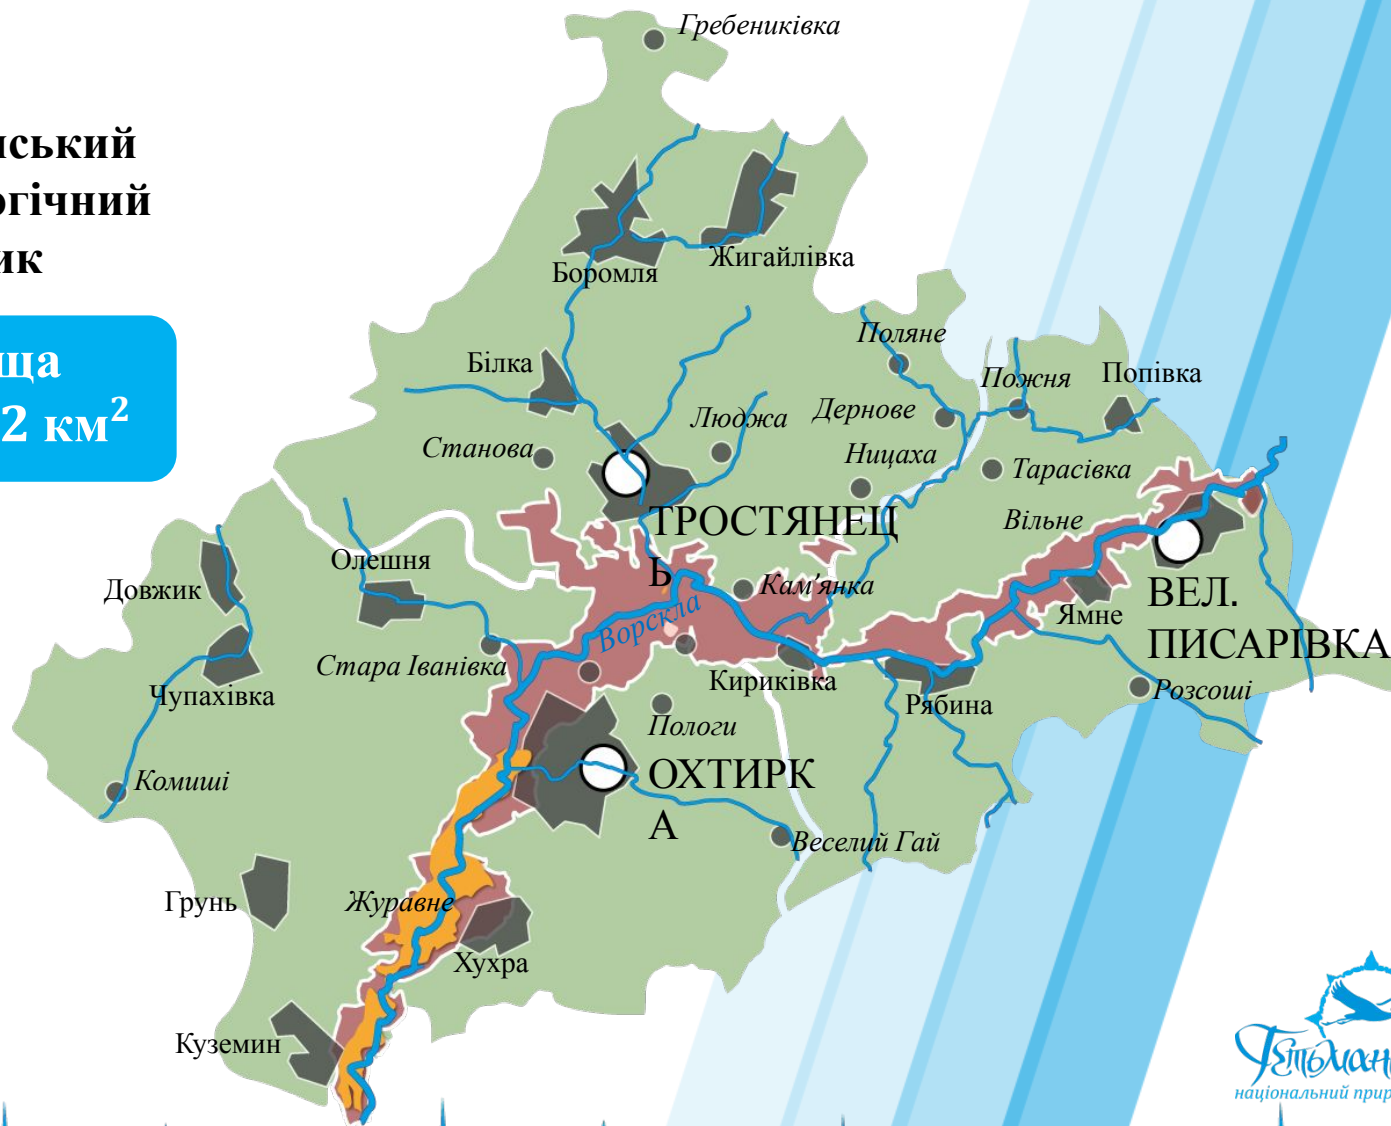 Гребениківка
нський
огічний
ик
Боромля
Жигайлівка
ща
2 км²
Поляне
Білка
Пожня
Попівка
Люджа
Дернове
Станова
Ницаха
Тарасівка
Вільне
ТРОСТЯНЕЦ
Ь
Олешня
Довжик
Кам'янка
ВЕЛ.
ПИСАРІВКА
Ямне
Ворскла
Стара Іванівка
Кириківка
Чупахівка
Рябина
Розсоші
Пологи
Комиші
ОХТИРК
А
Веселий Гай
Грунь
Журавне
Хухра
Куземин
Гетьман
національний прир